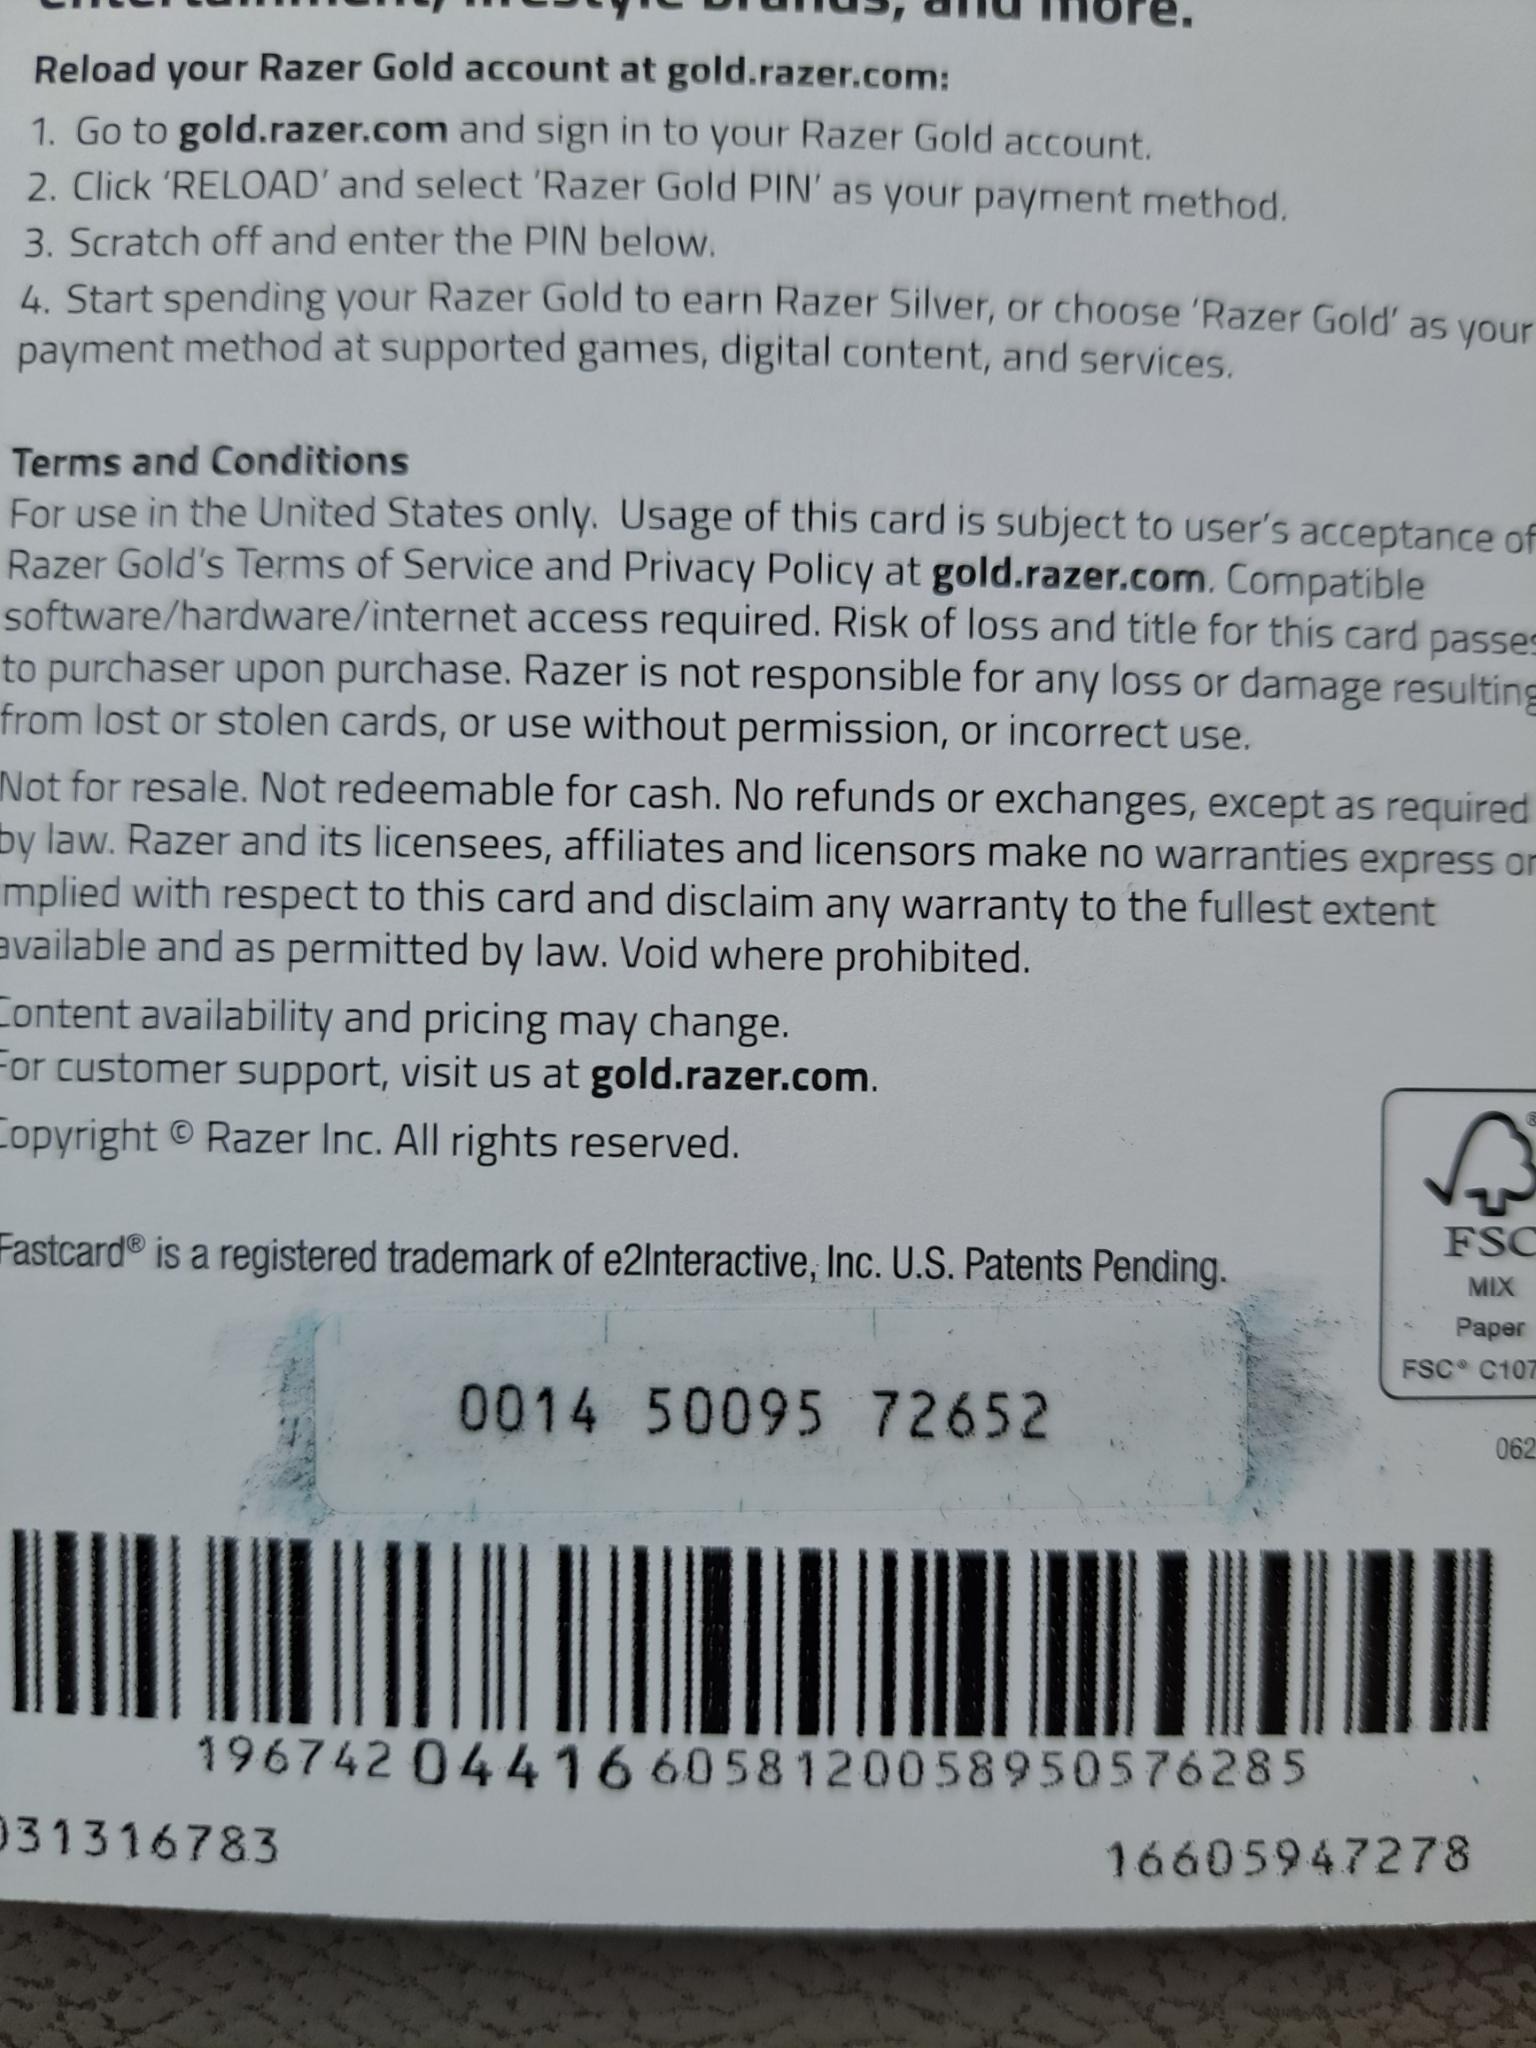 entertainment, lifestyle brands, and more.
Reload your Razer Gold account at gold.razer.com:
1. Go to gold.razer.com and sign in to your Razer Gold account.
2. Click ‘RELOAD’ and select ‘Razer Gold PIN’ as your payment method.
3. Scratch off and enter the PIN below.
4. Start spending your Razer Gold to earn Razer Silver, or choose ‘Razer Gold’ as your
payment method at supported games, digital content, and services.
Terms and Conditions
For use in the United States only. Usage of this card is subject to user’s acceptance of
Razer Gold’s Terms of Service and Privacy Policy at gold.razer.com. Compatible
software/hardware/internet access required. Risk of loss and title for this card passes
to purchaser upon purchase. Razer is not responsible for any loss or damage resulting
from lost or stolen cards, or use without permission, or incorrect use.
Not for resale. Not redeemable for cash. No refunds or exchanges, except as required
by law. Razer and its licensees, affiliates and licensors make no warranties express or
implied with respect to this card and disclaim any warranty to the fullest extent
available and as permitted by law. Void where prohibited.
Content availability and pricing may change.
For customer support, visit us at gold.razer.com.
Copyright © Razer Inc. All rights reserved.
Fastcard® is a registered trademark of e2Interactive, Inc. U.S. Patents Pending.
®
FSC
MIX
Paper
FSC® C107
0014 50095 72652
062
196742 04416 6058120058950576285
031316783
16605947278